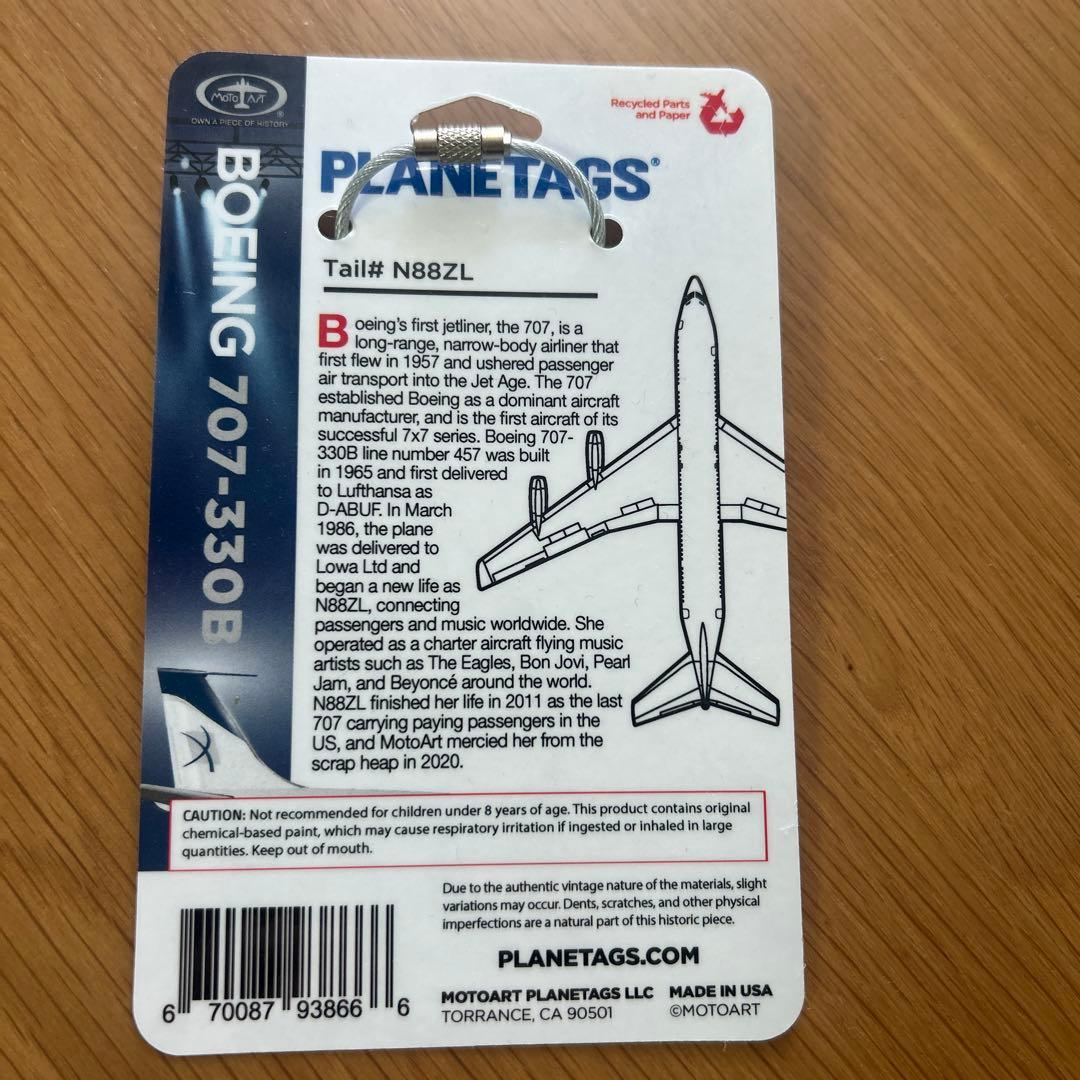 MOTO ART
®
OWN A PIECE OF HISTORY
Recycled Parts
and Paper
BOEING 707-330B
PLANETAGS®
Tail# N88ZL
Boeing's first jetliner, the 707, is a
long-range, narrow-body airliner that
first flew in 1957 and ushered passenger
air transport into the Jet Age. The 707
established Boeing as a dominant aircraft
manufacturer, and is the first aircraft of its
successful 7x7 series. Boeing 707-
330B line number 457 was built
in 1965 and first delivered
to Lufthansa as
D-ABUF. In March
1986, the plane
was delivered to
Lowa Ltd and
began a new life as
N88ZL, connecting
passengers and music worldwide. She
operated as a charter aircraft flying music
artists such as The Eagles, Bon Jovi, Pearl
Jam, and Beyoncé around the world.
N88ZL finished her life in 2011 as the last
707 carrying paying passengers in the
US, and MotoArt mercied her from the
scrap heap in 2020.
CAUTION: Not recommended for children under 8 years of age. This product contains original
chemical-based paint, which may cause respiratory irritation if ingested or inhaled in large
quantities. Keep out of mouth.
Due to the authentic vintage nature of the materials, slight
variations may occur. Dents, scratches, and other physical
imperfections are a natural part of this historic piece.
PLANETAGS.COM
MOTOART PLANETAGS LLC MADE IN USA
TORRANCE, CA 90501 ©MOTOART
6 70087 93866 6